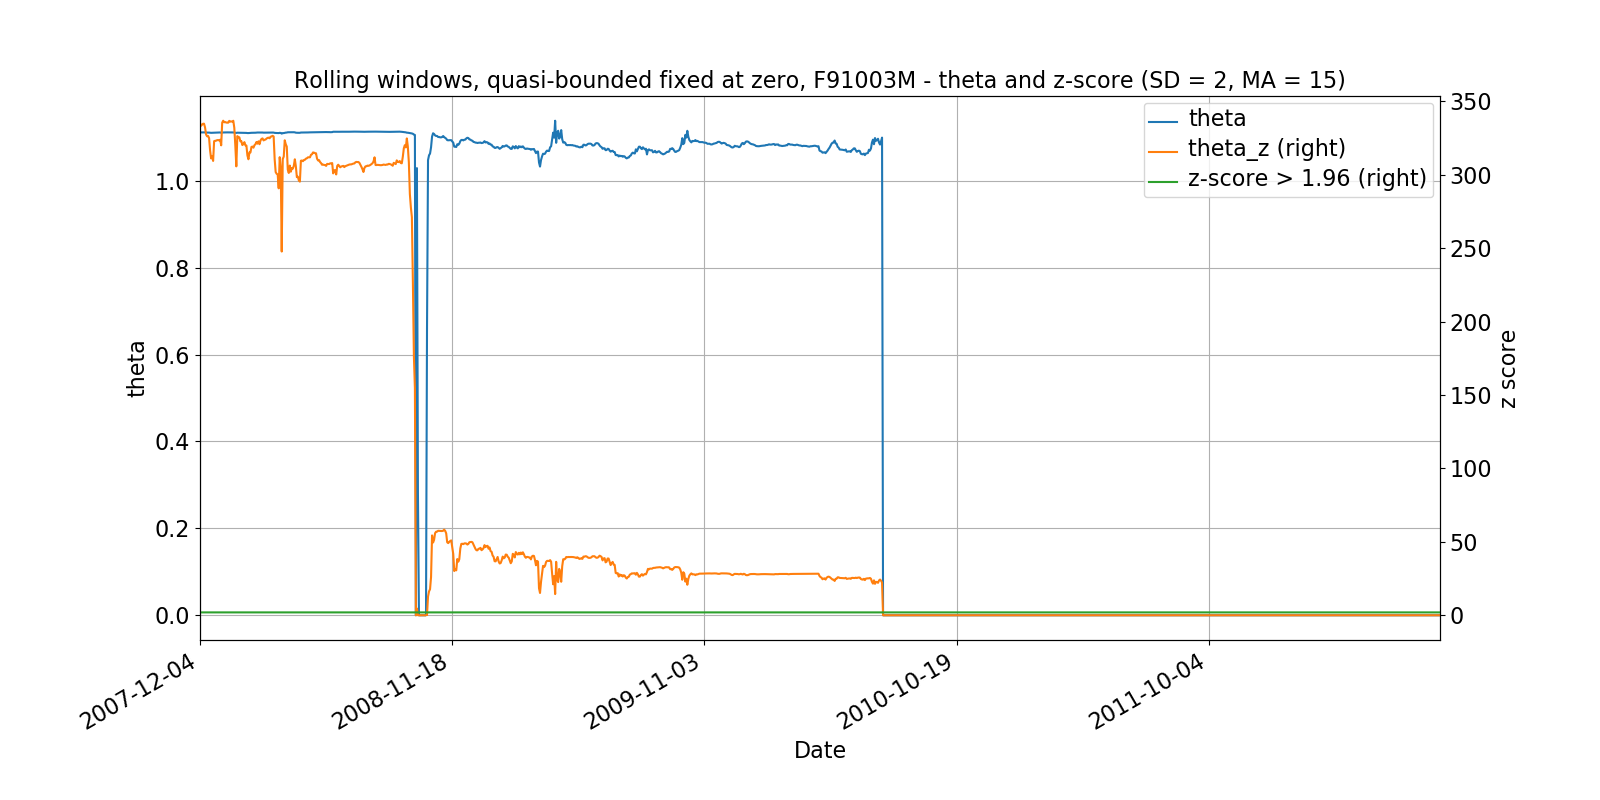 Rolling windows, quasi-bounded fixed at zero, F91003M - theta and z-score (SD = 2, MA = 15)
theta
theta_z (right)
z-score > 1.96 (right)
1.0
0.8
0.6
0.4
0.2
0.0
theta
350
300
250
200
150
100
50
0
z score
2007-12-04
2008-11-18
2009-11-03
2010-10-19
2011-10-04
Date